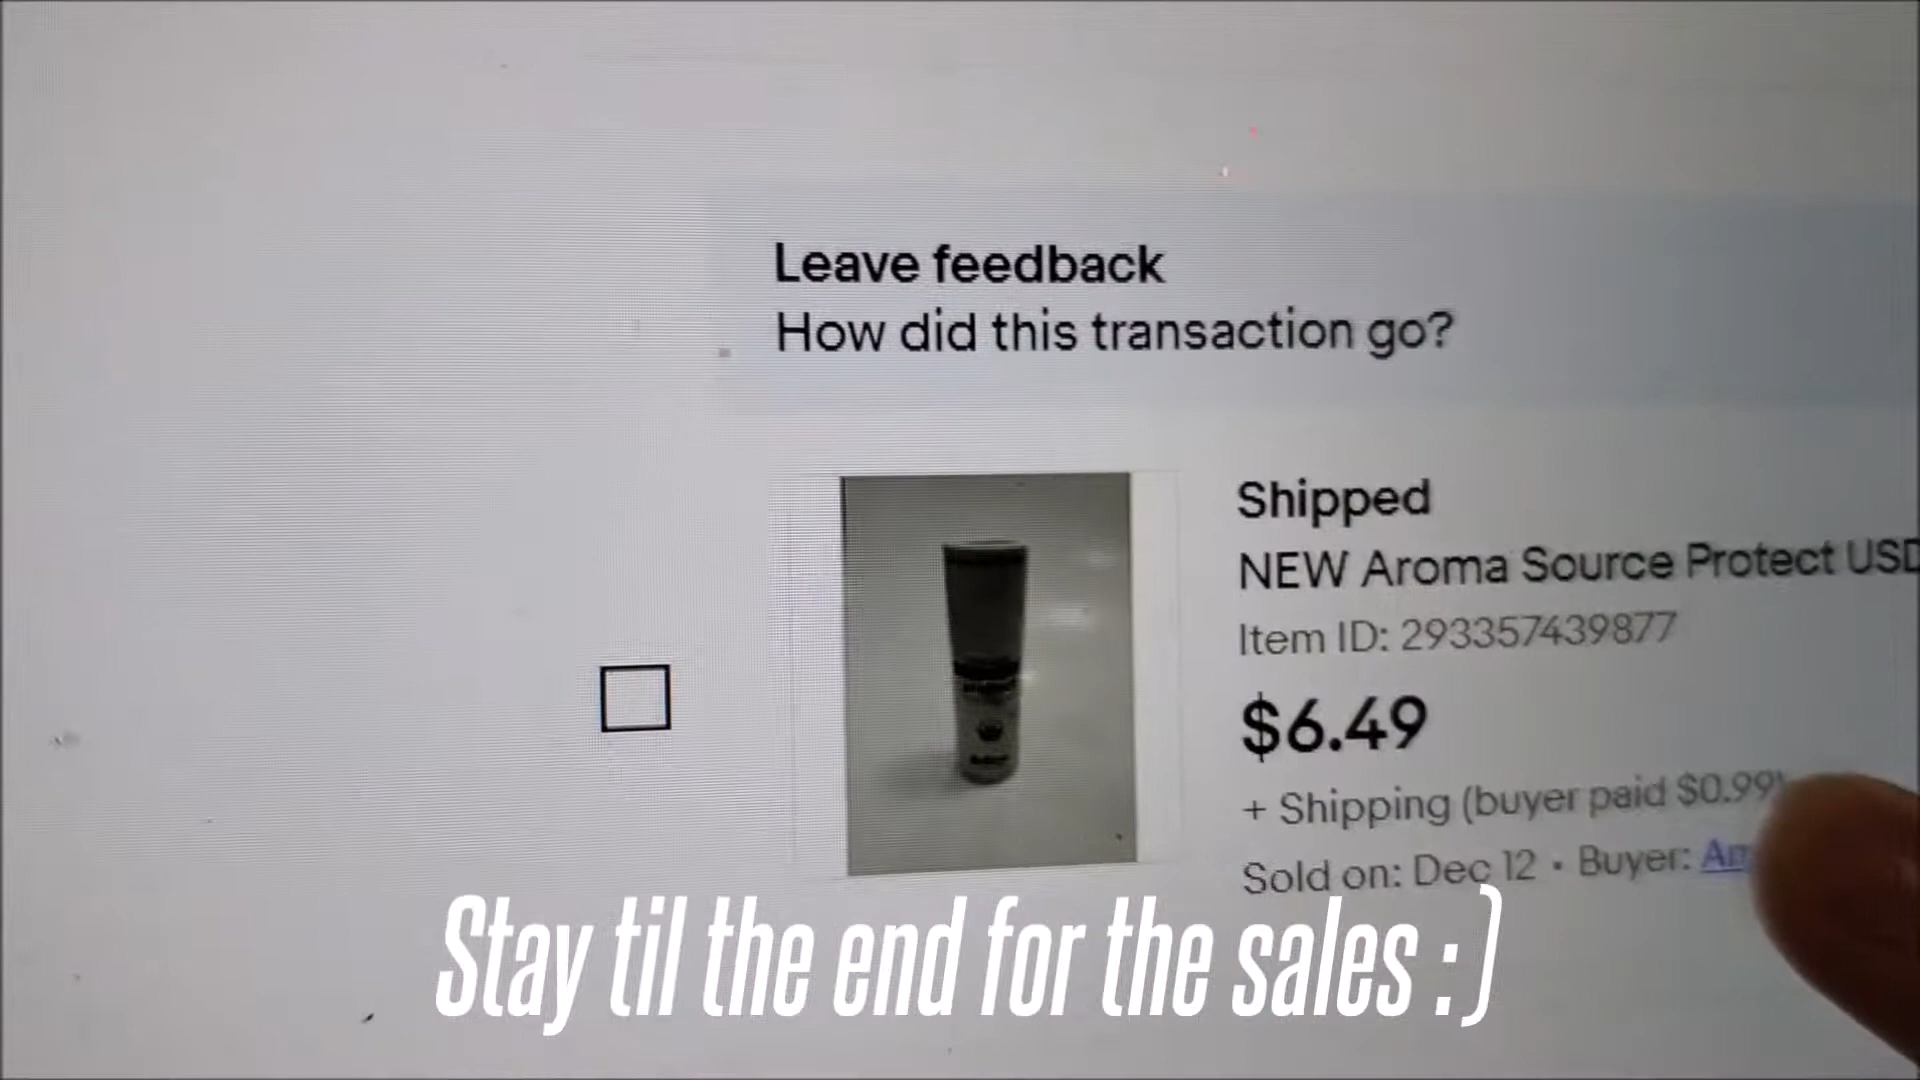 Leave feedback
How did this transaction go?
Shipped
NEW Aroma Source Protect
Item ID: 293357439877
$6.49
+ Shipping (buyer paid $0.99)
Sold on: Dec 12 • Buyer:
Stay til the end for the sales :)